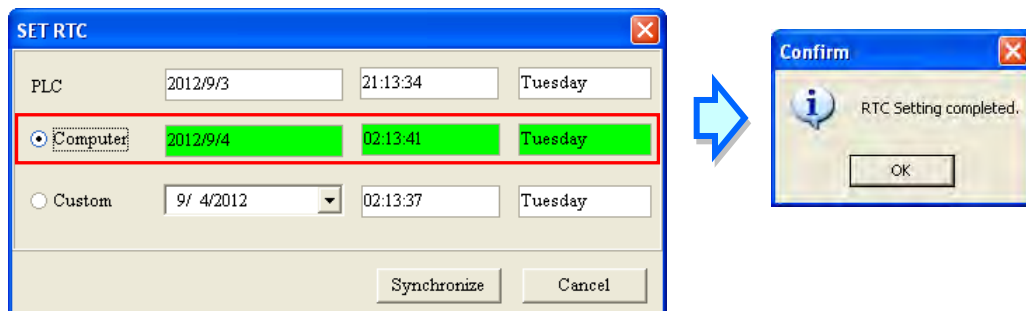 SET RTC
PLC 2012/9/3 21:13:34 Tuesday
Computer 2012/9/4 02:13:41 Tuesday
Custom 9/ 4/2012 02:13:37 Tuesday
Synchronize Cancel
Confirm
RTC Setting completed.
OK